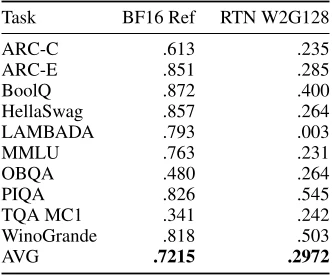 Task BF16 Ref RTN W2G128
ARC-C .613 .235
ARC-E .851 .285
BoolQ .872 .400
HellaSwag .857 .264
LAMBADA .793 .003
MMLU .763 .231
OBQA .480 .264
PIQA .826 .545
TQA MC1 .341 .242
WinoGrande .818 .503
AVG .7215 .2972